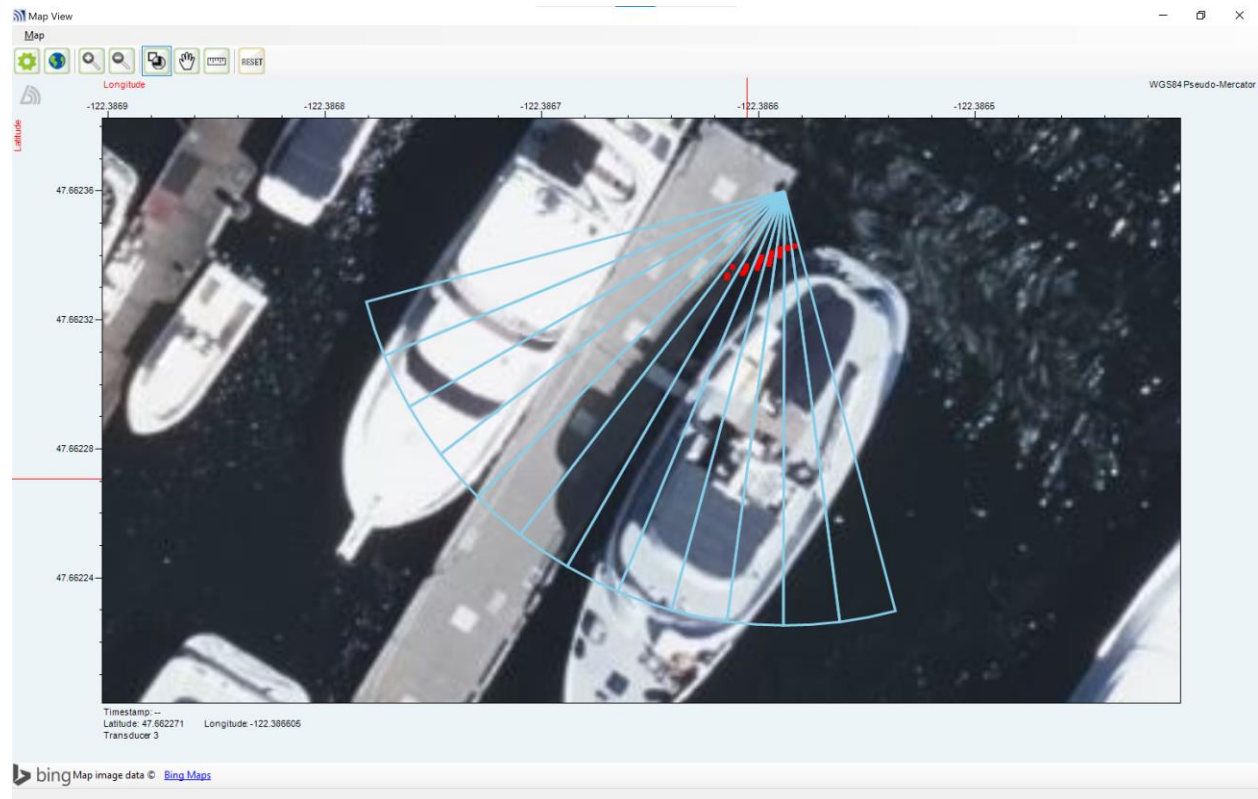 Map View
Map
RESET
Longitude
WGS84 Pseudo-Mercator
-122.3869 -122.3868 -122.3867 -122.3866 -122.3865
Latitude
47.66236
47.66232
47.66228
47.66224
Timestamp: --
Latitude: 47.662271 Longitude: -122.386605
Transducer 3
bing Map image data © Bing Maps